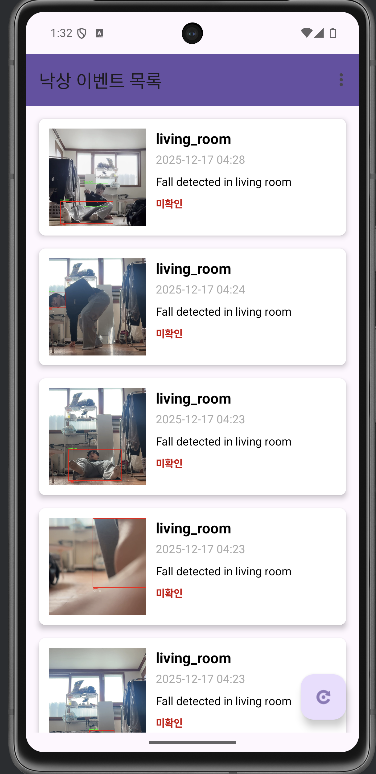 1:32
낙상 이벤트 목록
living_room
2025-12-17 04:28
Fall detected in living room
미확인
living_room
2025-12-17 04:24
Fall detected in living room
미확인
living_room
2025-12-17 04:23
Fall detected in living room
미확인
living_room
2025-12-17 04:23
Fall detected in living room
미확인
living_room
2025-12-17 04:23
Fall detected in living room
미확인